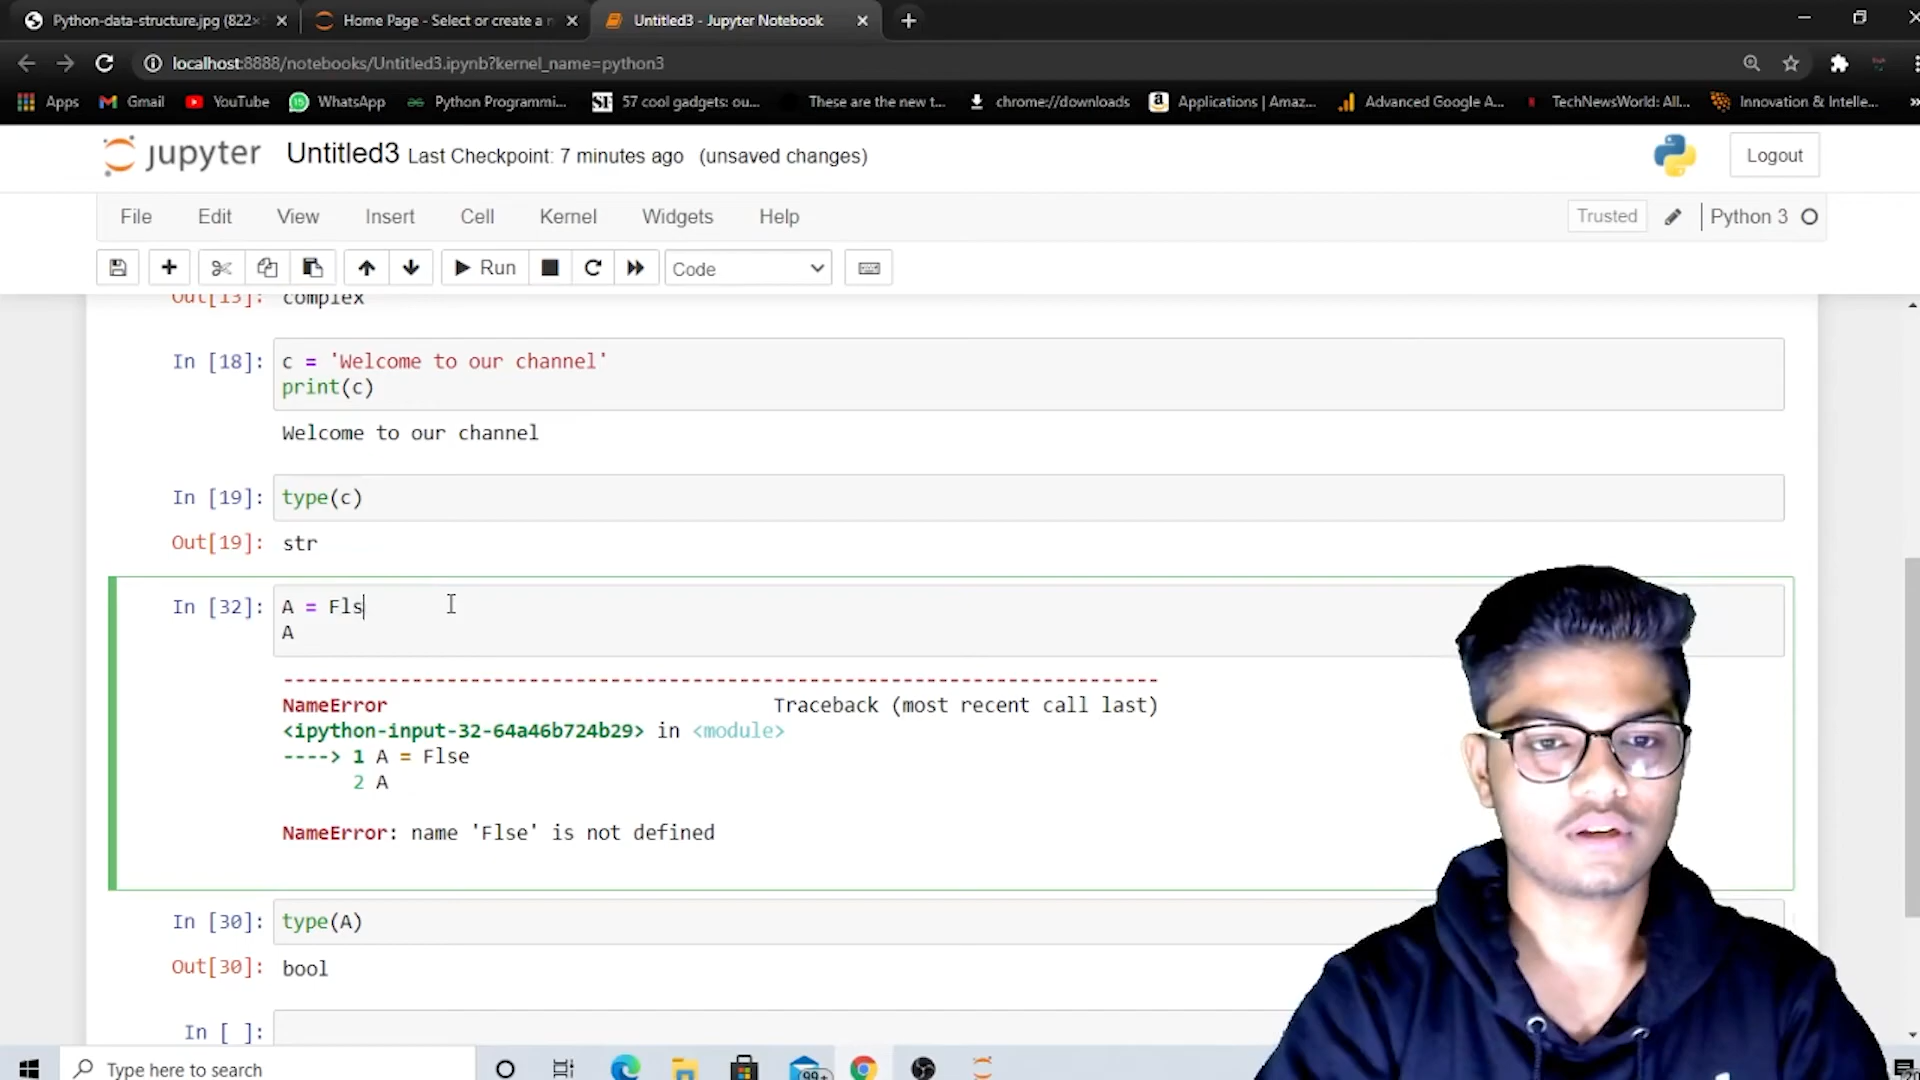 Python-data-structure.jpg (822×
Home Page - Select or create a n
Untitled3 - Jupyter Notebook
localhost:8888/notebooks/Untitled3.ipynb?kernel_name=python3
Apps Gmail YouTube WhatsApp Python Programmi... 57 cool gadgets: ou... These are the new t... chrome://downloads Applications | Amaz... Advanced Google A... TechNewsWorld: All... Innovation & Intelle... »
jupyter Untitled3 Last Checkpoint: 7 minutes ago (unsaved changes) Logout
File Edit View Insert Cell Kernel Widgets Help Trusted Python 3
Run Code
Out[13]: complex
In [18]: c = 'Welcome to our channel'
print(c)
Welcome to our channel
In [19]: type(c)
Out[19]: str
In [32]: A = Fls
A
---------------------------------------------------------------------------
NameError Traceback (most recent call last)
<ipython-input-32-64a46b724b29> in <module>
----> 1 A = Flse
2 A
NameError: name 'Flse' is not defined
In [30]: type(A)
Out[30]: bool
In [ ]:
Type here to search 99+